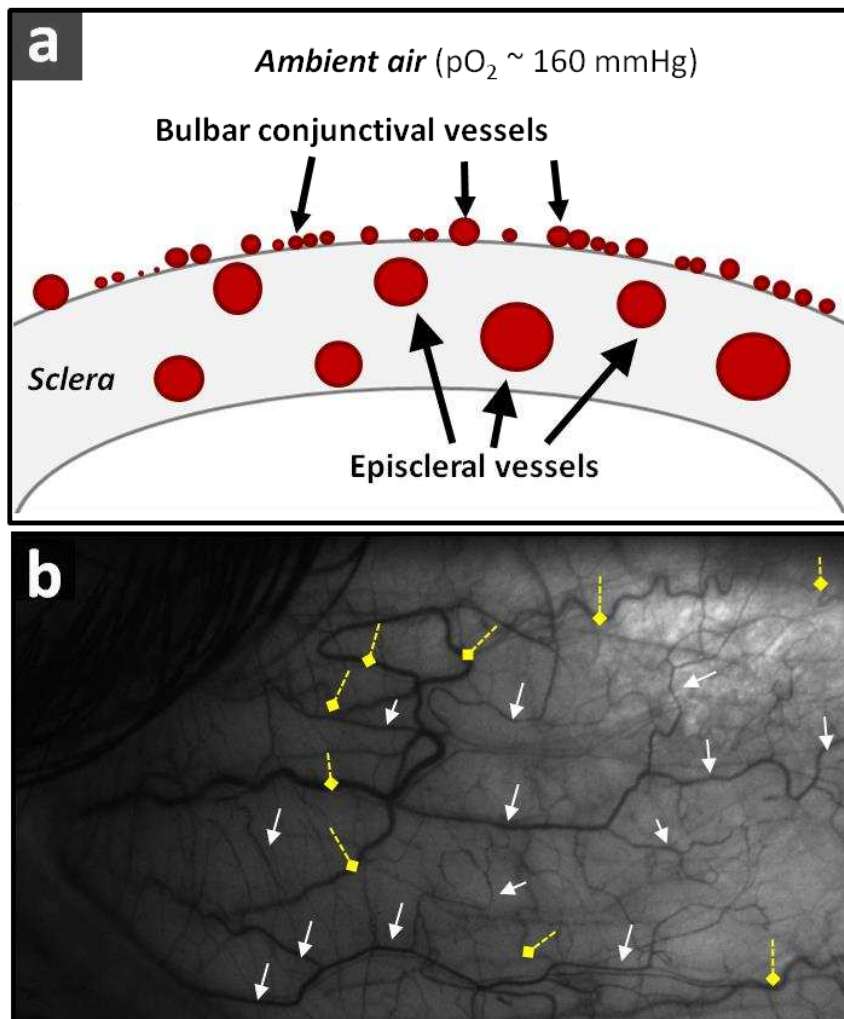 a
Ambient air (pO₂ ~ 160 mmHg)
Bulbar conjunctival vessels
Sclera
Episcleral vessels
b